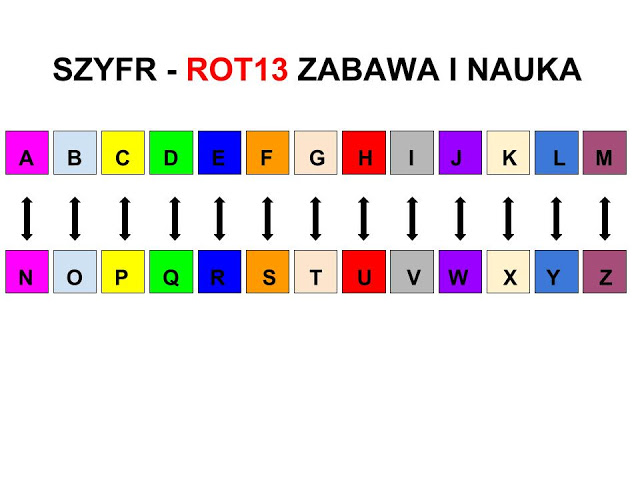 SZYFR - ROT13 ZABAWA I NAUKA
A B C D E F G H I J K L M
N O P Q R S T U V W X Y Z